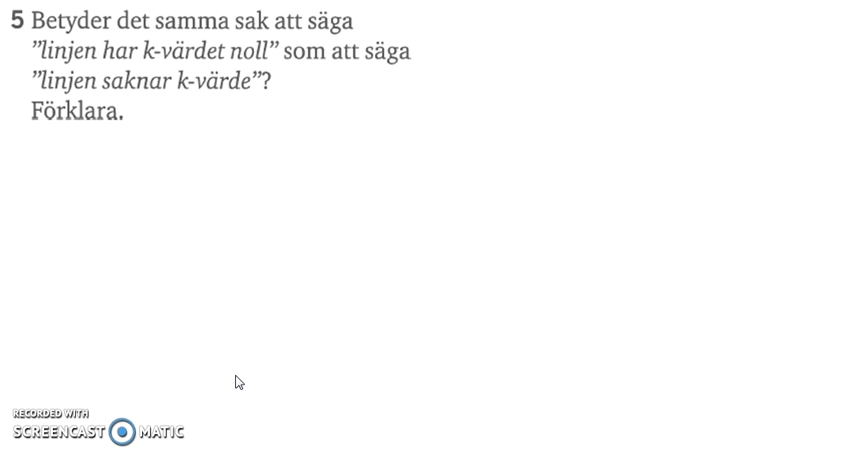 5 Betyder det samma sak att säga
”linjen har k-värdet noll” som att säga
”linjen saknar k-värde”?
Förklara.
RECORDED WITH
SCREENCAST MATIC